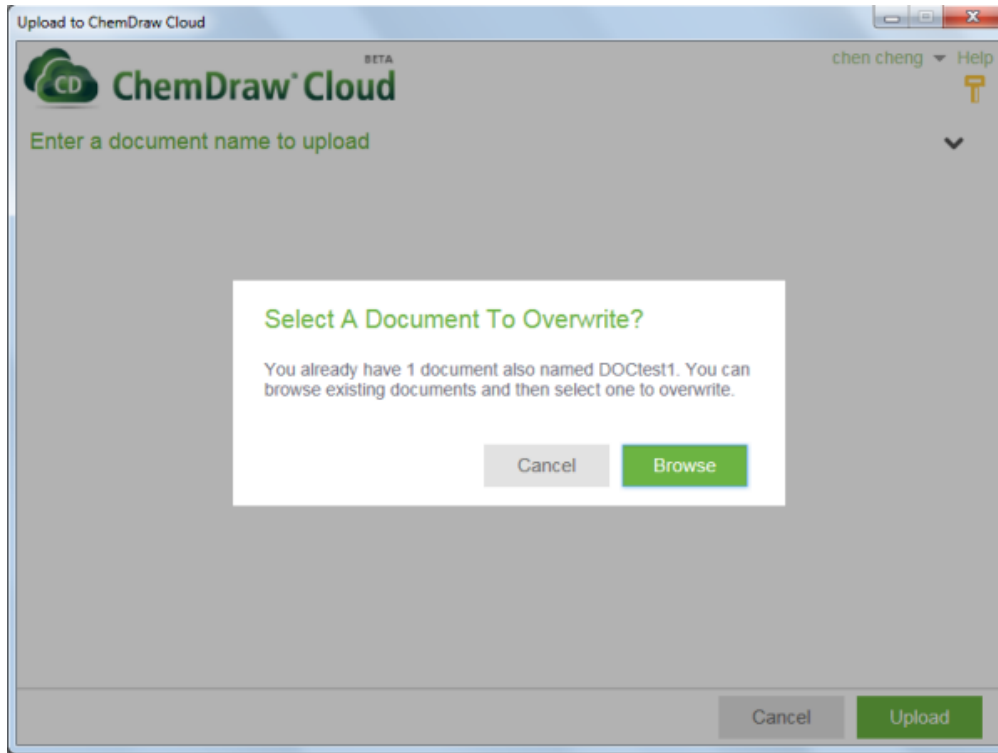 Upload to ChemDraw Cloud
BETA
chen cheng Help
CD ChemDraw® Cloud
Enter a document name to upload
Select A Document To Overwrite?
You already have 1 document also named DOCtest1. You can
browse existing documents and then select one to overwrite.
Cancel Browse
Cancel Upload